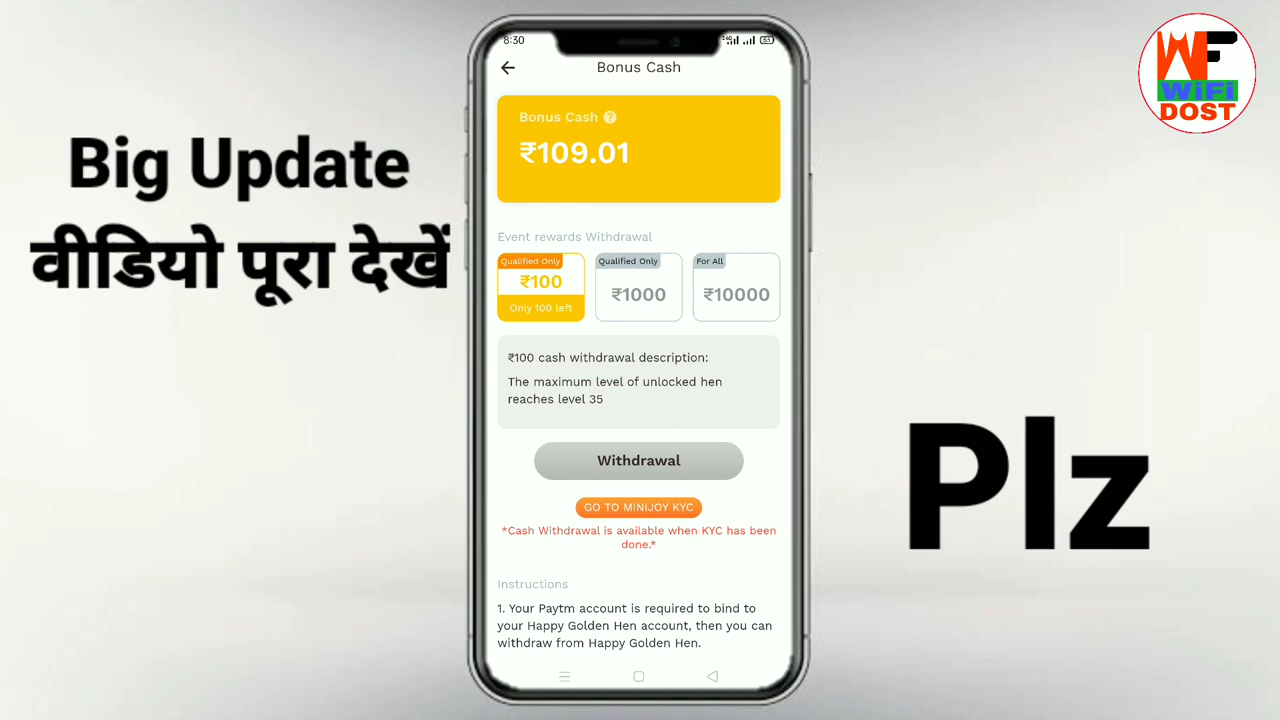 Big Update
वीडियो पूरा देखें
8:30
Bonus Cash
Bonus Cash ?
₹109.01
Event rewards Withdrawal
Qualified Only
₹100
Only 100 left
Qualified Only
₹1000
For All
₹10000
₹100 cash withdrawal description:
The maximum level of unlocked hen
reaches level 35
Withdrawal
GO TO MINIJOY KYC
*Cash Withdrawal is available when KYC has been
done.*
Instructions
1. Your Paytm account is required to bind to
your Happy Golden Hen account, then you can
withdraw from Happy Golden Hen.
WF
WiFi
DOST
Plz